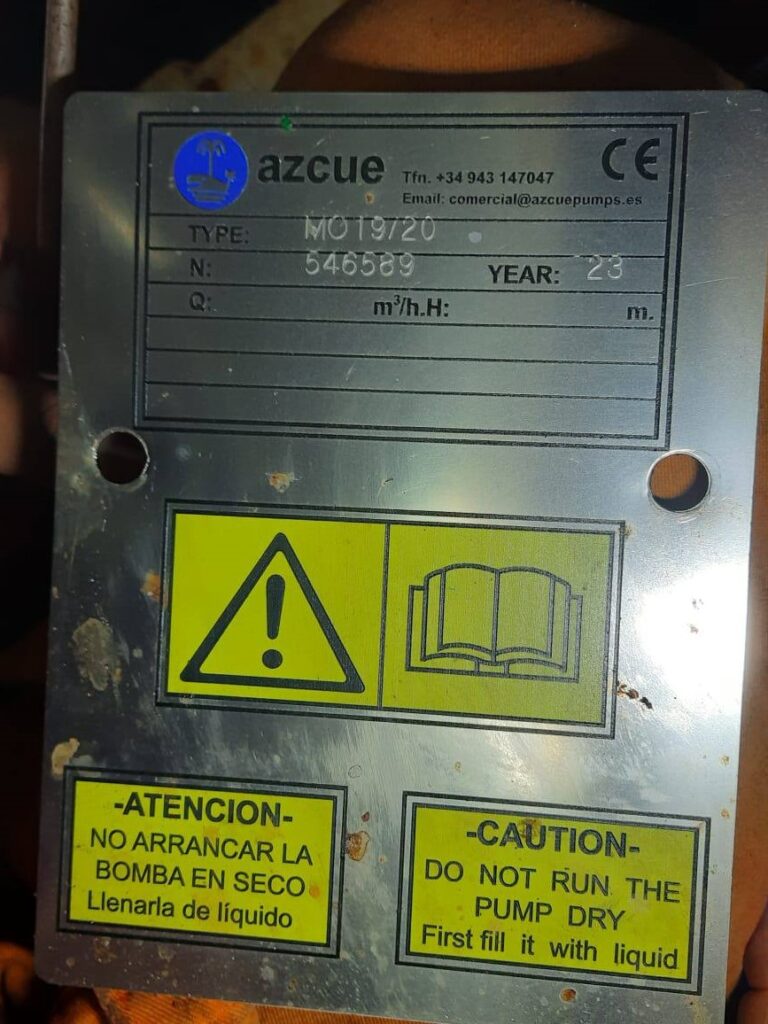 azcue
Tfn. +34 943 147047
Email: comercial@azcuepumps.es
CE
TYPE: MO19/20
N: 546589 YEAR: 23
Q: m³/h.H: m.
-ATENCION-
NO ARRANCAR LA
BOMBA EN SECO
Llenarla de líquido
-CAUTION-
DO NOT RUN THE
PUMP DRY
First fill it with liquid